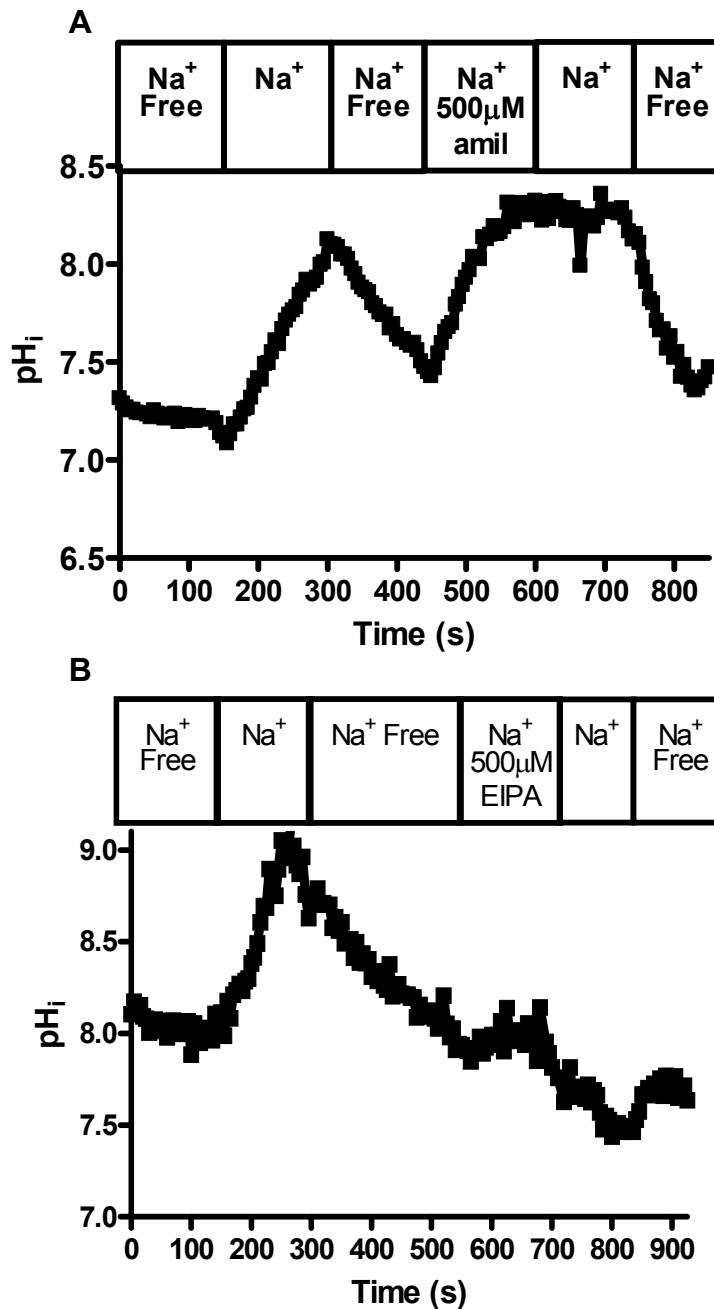 A
Na+ Free
Na+
Na+ Free
Na+ 500μM amil
Na+
Na+ Free
8.5
8.0
7.5
7.0
6.5
pHi
0 100 200 300 400 500 600 700 800
Time (s)
B
Na+ Free
Na+
Na+ Free
Na+ 500μM EIPA
Na+
Na+ Free
9.0
8.5
8.0
7.5
7.0
pHi
0 100 200 300 400 500 600 700 800 900
Time (s)